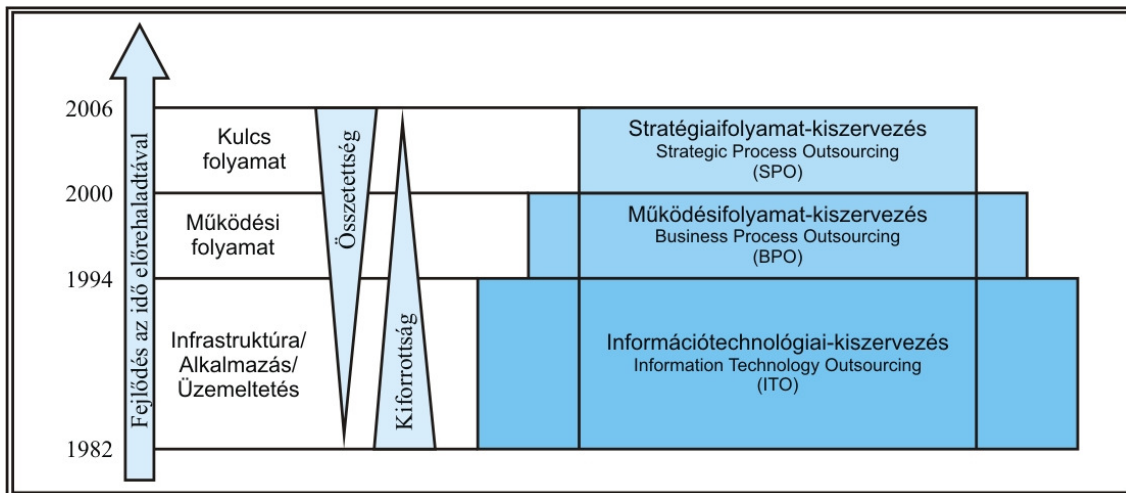 Fejlődés az idő előrehaladtával
2006
2000
1994
1982
Kulcs
folyamat
Működési
folyamat
Infrastruktúra/
Alkalmazás/
Üzemeltetés
Összetettség
Kiforrottság
Stratégiaifolyamat-kiszervezés
Strategic Process Outsourcing
(SPO)
Működésifolyamat-kiszervezés
Business Process Outsourcing
(BPO)
Információtechnológiai-kiszervezés
Information Technology Outsourcing
(ITO)